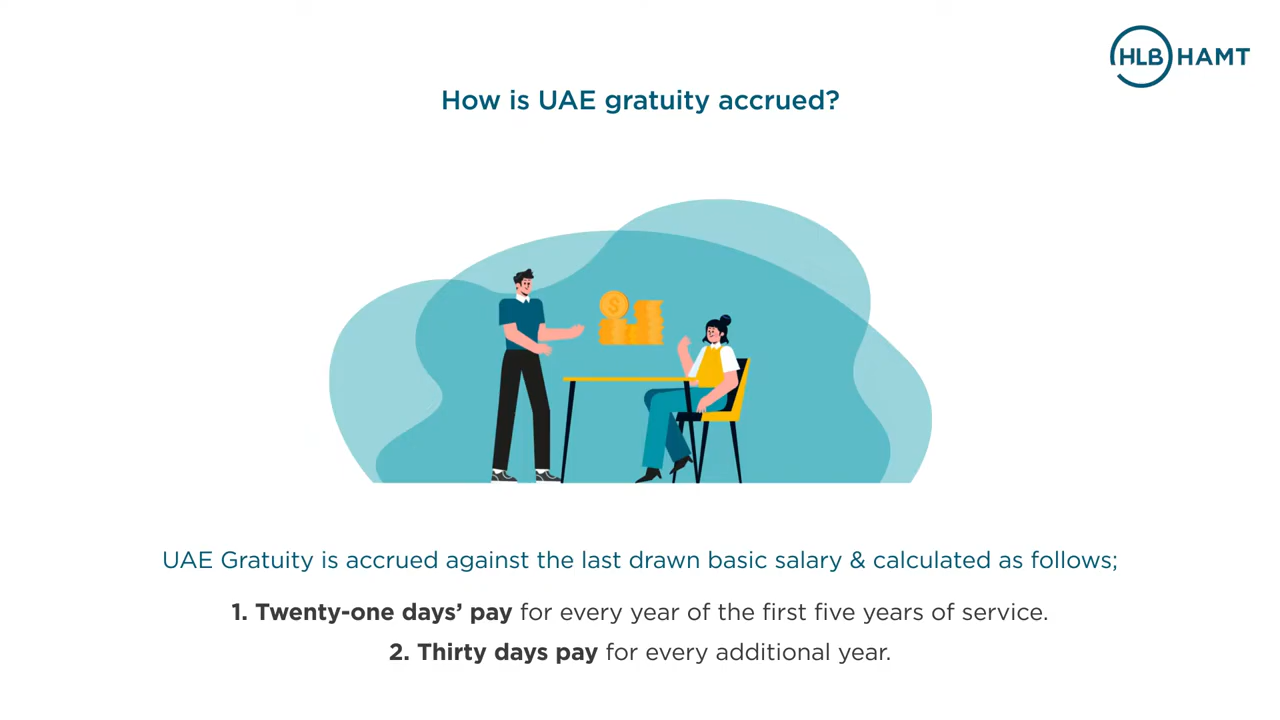 HLB HAMT
How is UAE gratuity accrued?
$
UAE Gratuity is accrued against the last drawn basic salary & calculated as follows;
1. Twenty-one days’ pay for every year of the first five years of service.
2. Thirty days pay for every additional year.